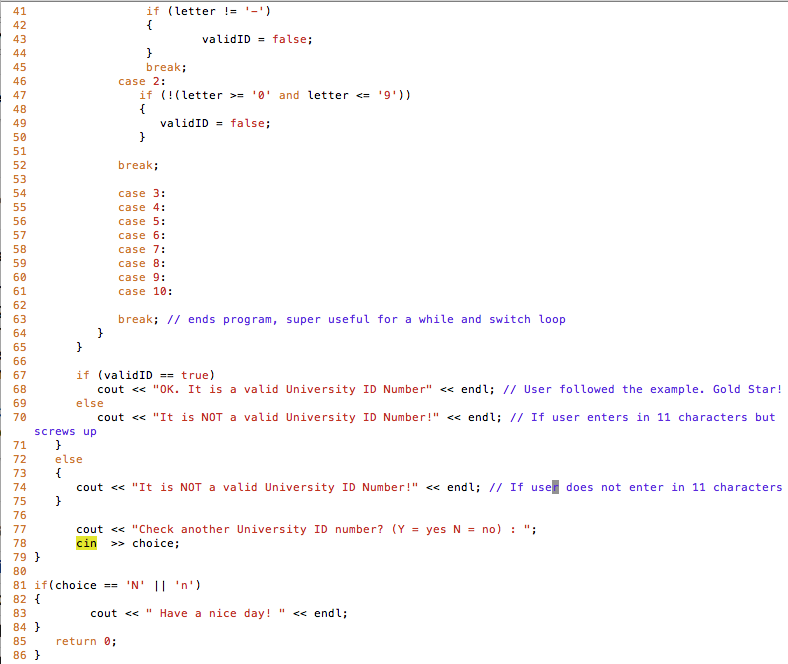 41 if (letter != '-')
42 {
43 validID = false;
44 }
45 break;
46 case 2:
47 if (!(letter >= '0' and letter <= '9'))
48 {
49 validID = false;
50 }
51
52 break;
53
54 case 3:
55 case 4:
56 case 5:
57 case 6:
58 case 7:
59 case 8:
60 case 9:
61 case 10:
62
63 break; // ends program, super useful for a while and switch loop
64 }
65 }
66
67 if (validID == true)
68 cout << "OK. It is a valid University ID Number" << endl; // User followed the example. Gold Star!
69 else
70 cout << "It is NOT a valid University ID Number!" << endl; // If user enters in 11 characters but
screws up
71 }
72 else
73 {
74 cout << "It is NOT a valid University ID Number!" << endl; // If user does not enter in 11 characters
75 }
76
77 cout << "Check another University ID number? (Y = yes N = no) : ";
78 cin >> choice;
79 }
80
81 if(choice == 'N' || 'n')
82 {
83 cout << " Have a nice day! " << endl;
84 }
85 return 0;
86 }